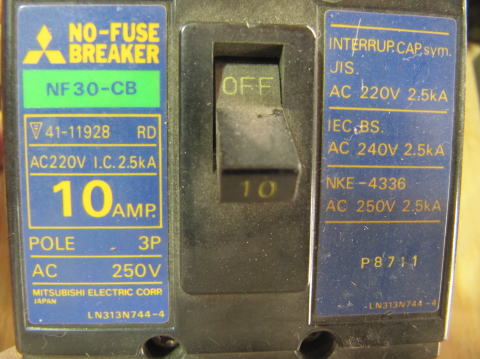 NO-FUSE
BREAKER
NF30-CB
41-11928 RD
AC220V I.C. 2.5kA
10 AMP.
POLE 3P
AC 250V
MITSUBISHI ELECTRIC CORP.
JAPAN
LN313N744-4
OFF
10
INTERRUP. CAP. sym.
JIS.
AC 220V 2.5kA
IEC, BS.
AC 240V 2.5kA
NKE-4336
AC 250V 2.5kA
P8711
LN313N744-4